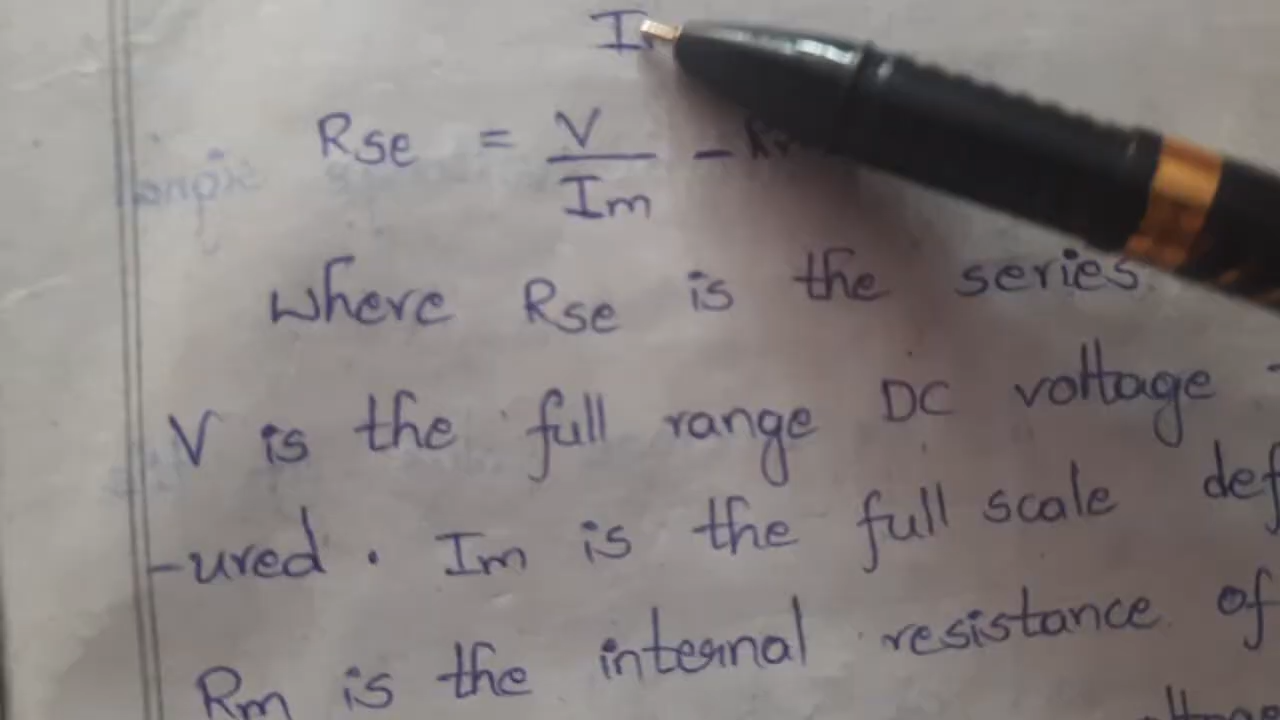 I
Rse = V/Im -
where Rse is the series
V is the full range DC voltage
-ured. Im is the full scale def
Rm is the internal resistance of